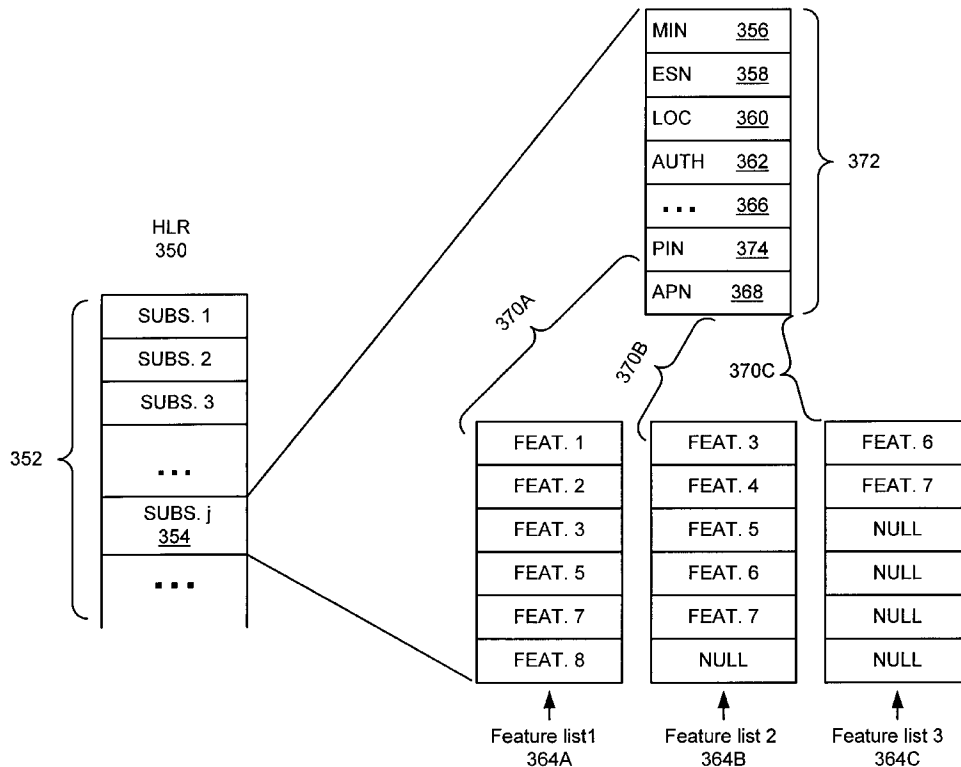 MIN 356
ESN 358
LOC 360
AUTH 362
... 366
PIN 374
APN 368
372
HLR
350
352
SUBS. 1
SUBS. 2
SUBS. 3
...
SUBS. j
354
...
370A
370B
370C
FEAT. 1
FEAT. 2
FEAT. 3
FEAT. 5
FEAT. 7
FEAT. 8
FEAT. 3
FEAT. 4
FEAT. 5
FEAT. 6
FEAT. 7
NULL
FEAT. 6
FEAT. 7
NULL
NULL
NULL
NULL
Feature list1
364A
Feature list 2
364B
Feature list 3
364C